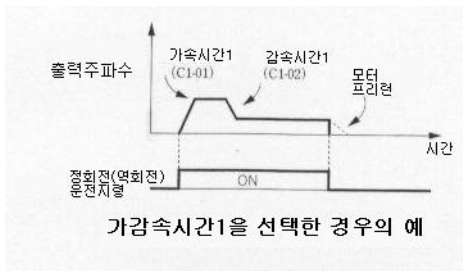 가속시간1
(C1-01)
감속시간1
(C1-02)
모터
프리런
출력주파수
시간
정회전(역회전)
운전지령
ON
가감속시간1을 선택한 경우의 예